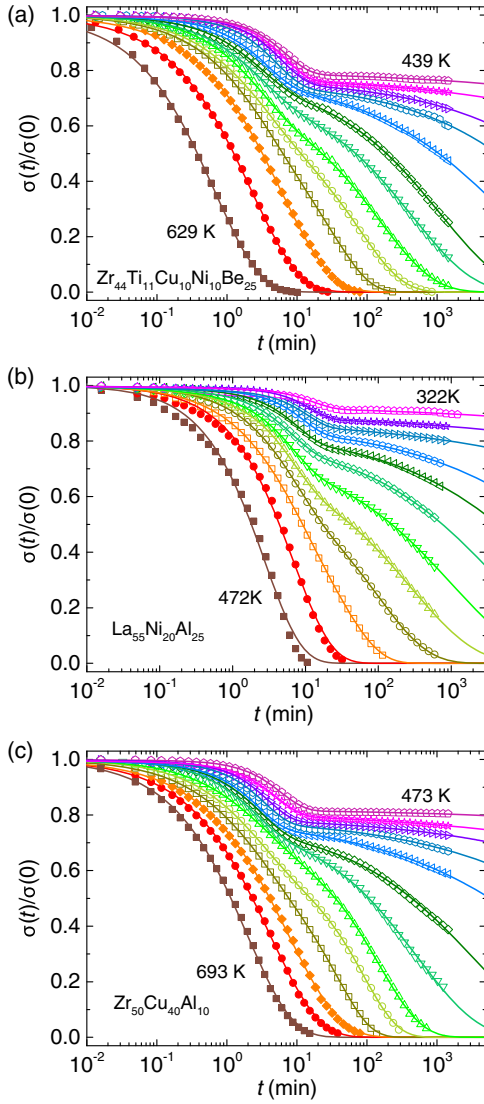 (a)
1.0
0.8
0.6
0.4
0.2
0.0
σ(t)/σ(0)
439 K
629 K
Zr₄₄Ti₁₁Cu₁₀Ni₁₀Be₂₅
10⁻² 10⁻¹ 10⁰ 10¹ 10² 10³
t (min)
(b)
1.0
0.8
0.6
0.4
0.2
0.0
σ(t)/σ(0)
322K
472K
La₅₅Ni₂₀Al₂₅
10⁻² 10⁻¹ 10⁰ 10¹ 10² 10³
t (min)
(c)
1.0
0.8
0.6
0.4
0.2
0.0
σ(t)/σ(0)
473 K
693 K
Zr₅₀Cu₄₀Al₁₀
10⁻² 10⁻¹ 10⁰ 10¹ 10² 10³
t (min)